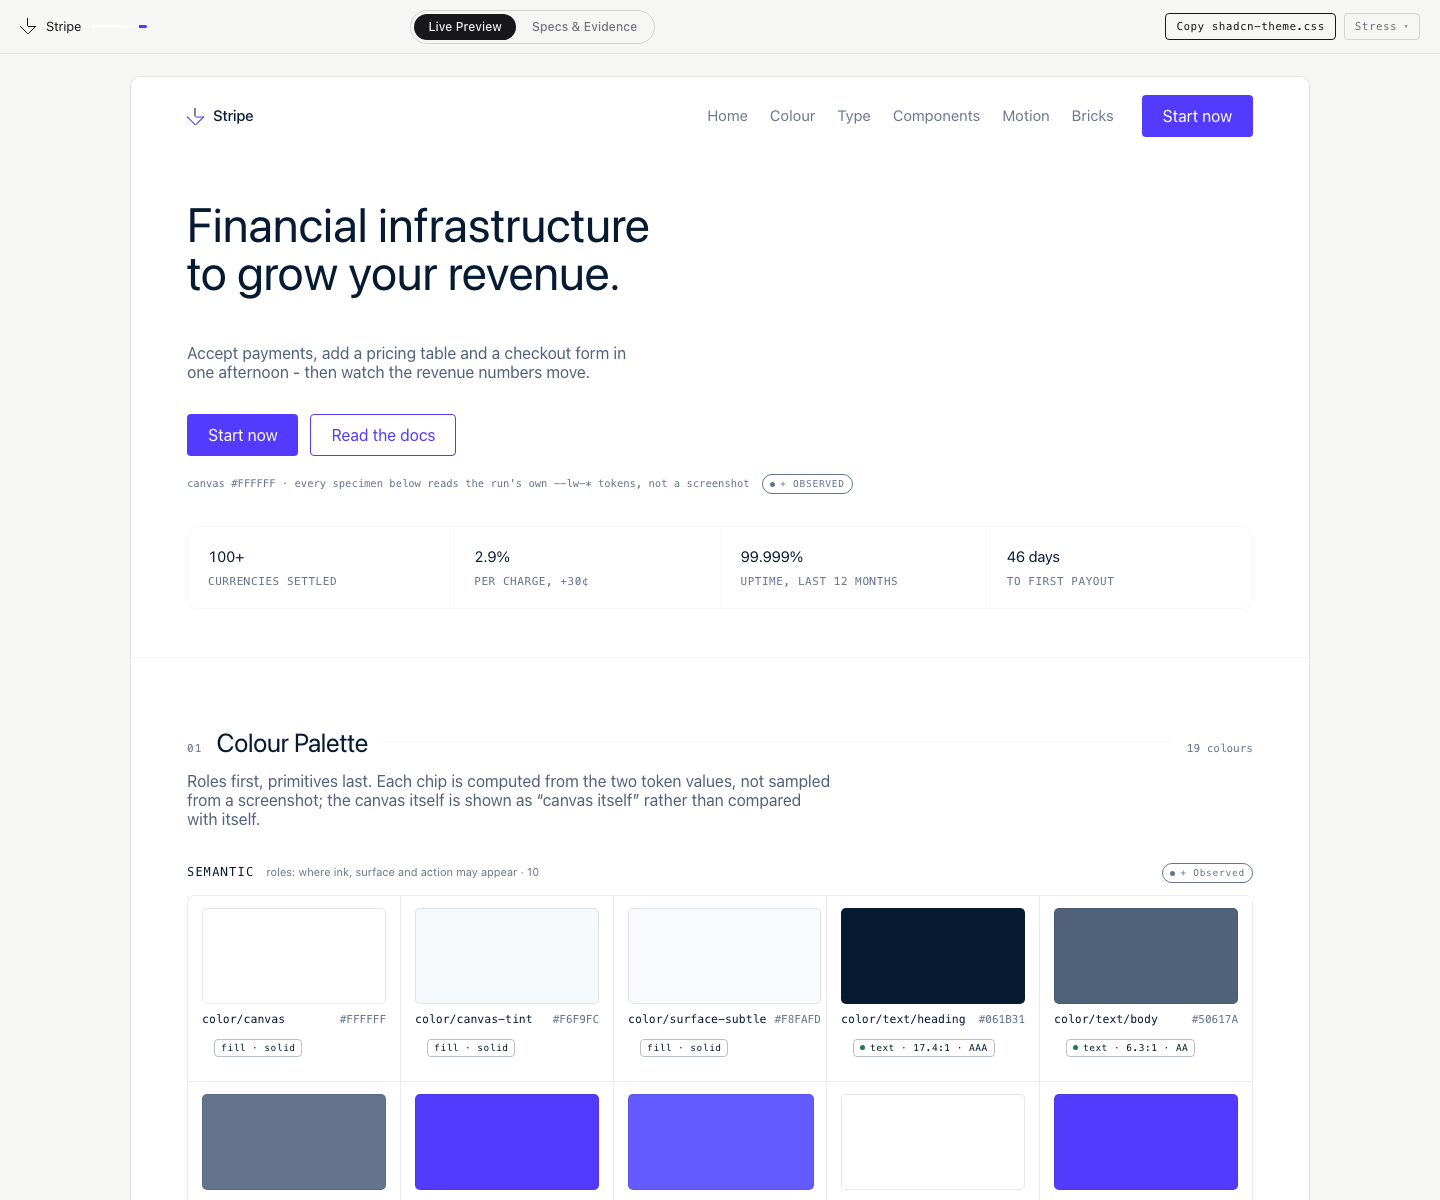 Stripe
Live Preview
Specs & Evidence
Copy shadcn-theme.css
Stress
Stripe
Home
Colour
Type
Components
Motion
Bricks
Start now
Financial infrastructure
to grow your revenue.
Accept payments, add a pricing table and a checkout form in
one afternoon - then watch the revenue numbers move.
Start now
Read the docs
canvas #FFFFFF · every specimen below reads the run's own --lw-* tokens, not a screenshot
+ OBSERVED
100+
CURRENCIES SETTLED
2.9%
PER CHARGE, +30¢
99.999%
UPTIME, LAST 12 MONTHS
46 days
TO FIRST PAYOUT
01 Colour Palette
19 colours
Roles first, primitives last. Each chip is computed from the two token values, not sampled
from a screenshot; the canvas itself is shown as “canvas itself” rather than compared
with itself.
SEMANTIC roles: where ink, surface and action may appear · 10
+ Observed
color/canvas #FFFFFF
fill · solid
color/canvas-tint #F6F9FC
fill · solid
color/surface-subtle #F8FAFD
fill · solid
color/text/heading #061B31
text · 17.4:1 · AAA
color/text/body #50617A
text · 6.3:1 · AA